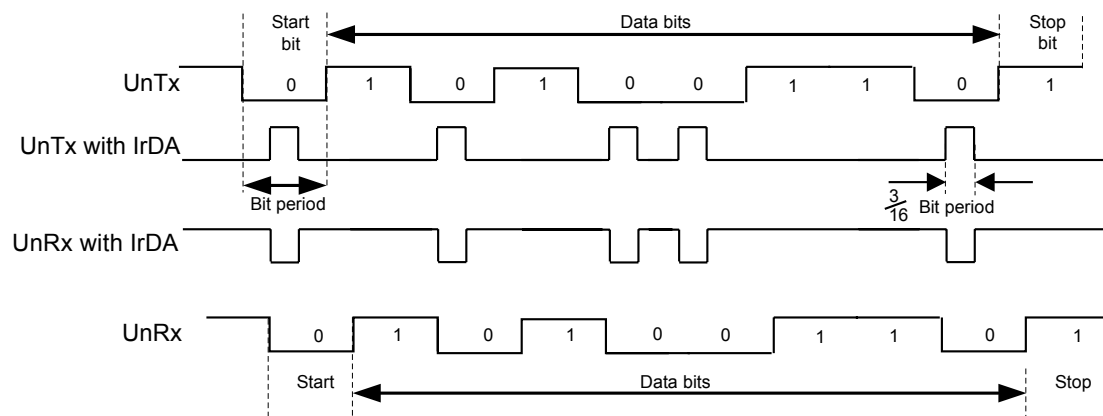 Start
bit
Data bits
Stop
bit
UnTx 0 1 0 1 0 0 1 1 0 1
UnTx with IrDA
Bit period
3/16 Bit period
UnRx with IrDA
UnRx 0 1 0 1 0 0 1 1 0 1
Start Data bits Stop